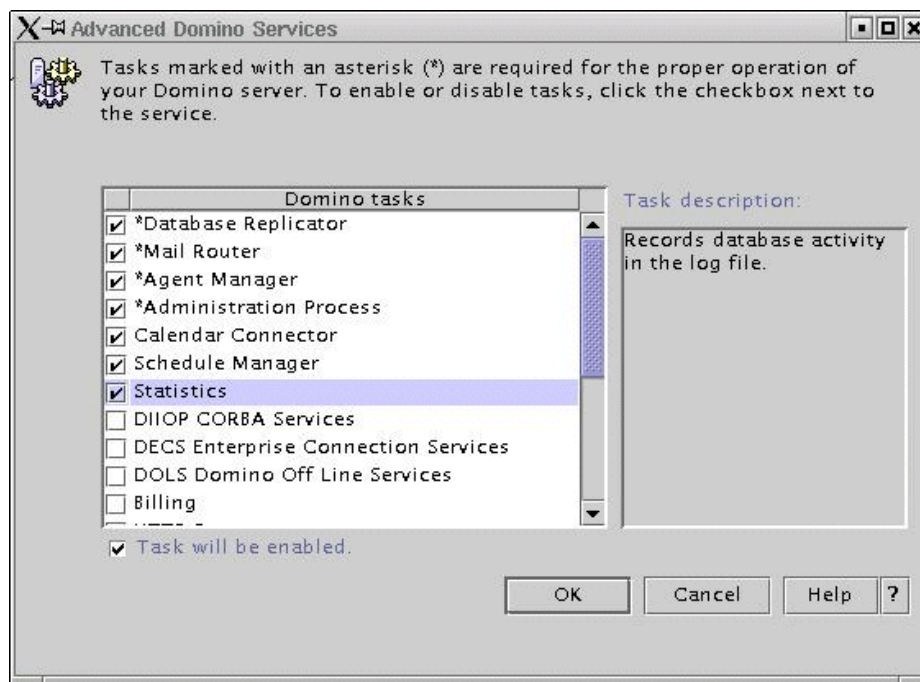 Advanced Domino Services
Tasks marked with an asterisk (*) are required for the proper operation of
your Domino server. To enable or disable tasks, click the checkbox next to
the service.
Domino tasks
Task description:
*Database Replicator
*Mail Router
*Agent Manager
*Administration Process
Calendar Connector
Schedule Manager
Statistics
DIIOP CORBA Services
DECS Enterprise Connection Services
DOLS Domino Off Line Services
Billing
Records database activity
in the log file.
Task will be enabled.
OK
Cancel
Help
?